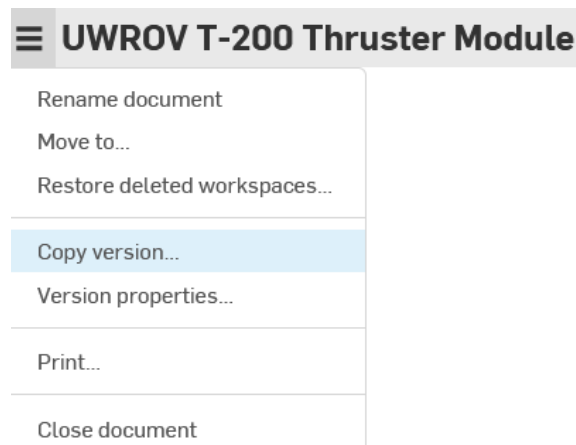 UWROV T-200 Thruster Module
Rename document
Move to...
Restore deleted workspaces...
Copy version...
Version properties...
Print...
Close document